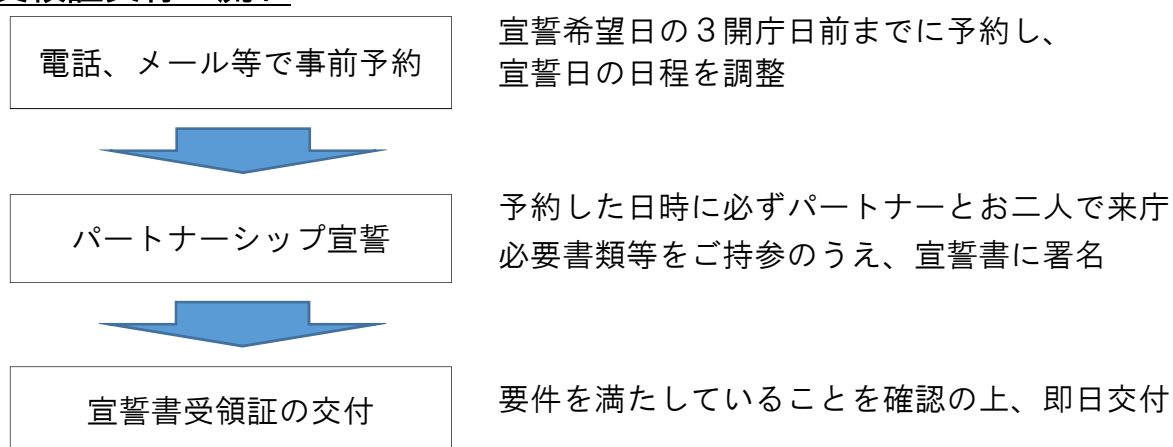 電話、メール等で事前予約
宣誓希望日の３開庁日前までに予約し、
宣誓日の日程を調整
パートナーシップ宣誓
予約した日時に必ずパートナーとお二人で来庁
必要書類等をご持参のうえ、宣誓書に署名
宣誓書受領証の交付
要件を満たしていることを確認の上、即日交付